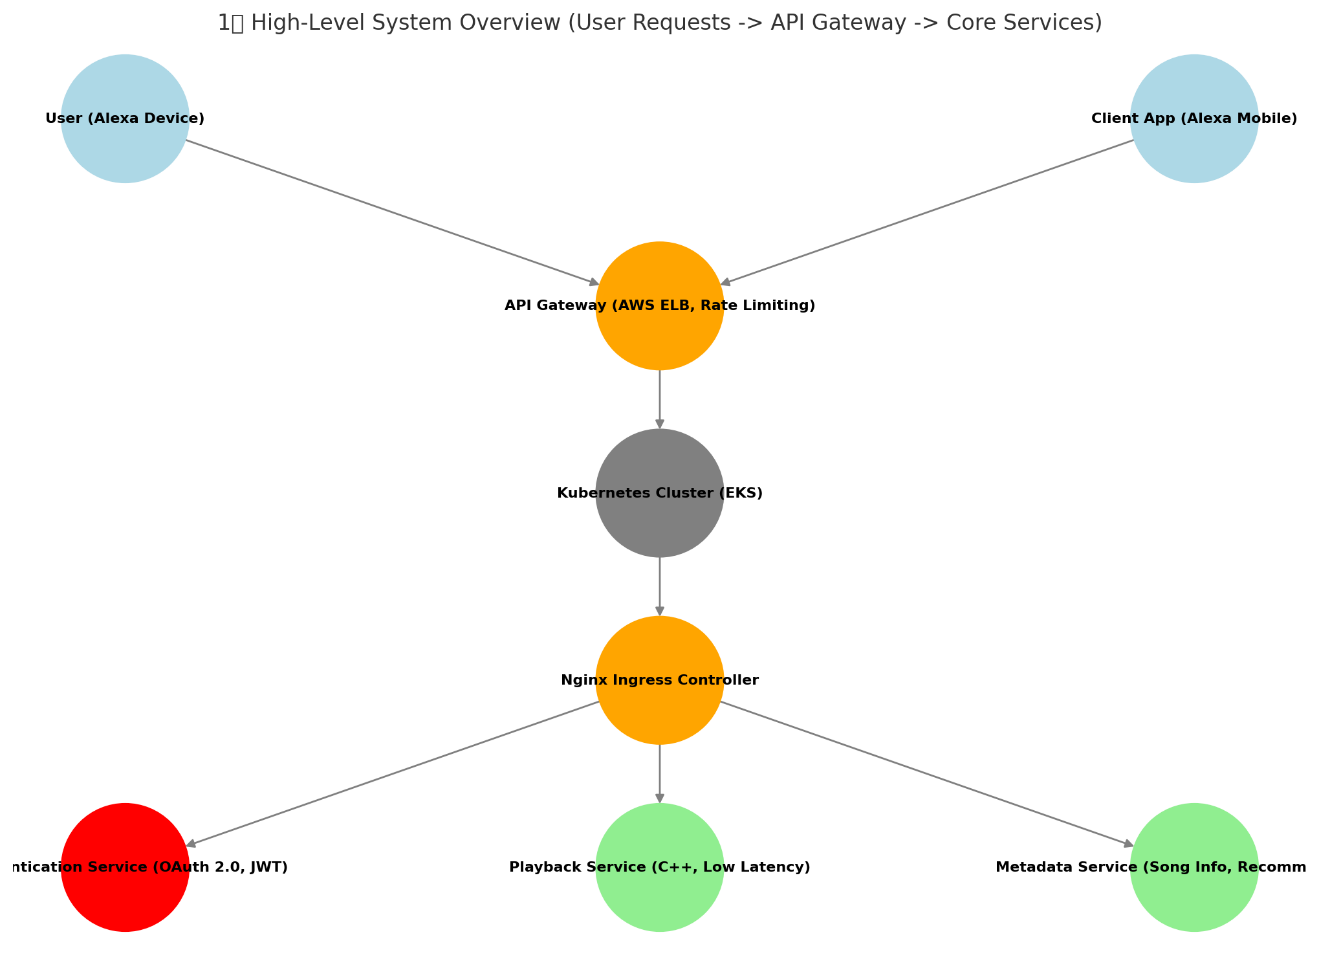 1▯ High-Level System Overview (User Requests -> API Gateway -> Core Services)
User (Alexa Device)
Client App (Alexa Mobile)
API Gateway (AWS ELB, Rate Limiting)
Kubernetes Cluster (EKS)
Nginx Ingress Controller
ntication Service (OAuth 2.0, JWT)
Playback Service (C++, Low Latency)
Metadata Service (Song Info, Recomm